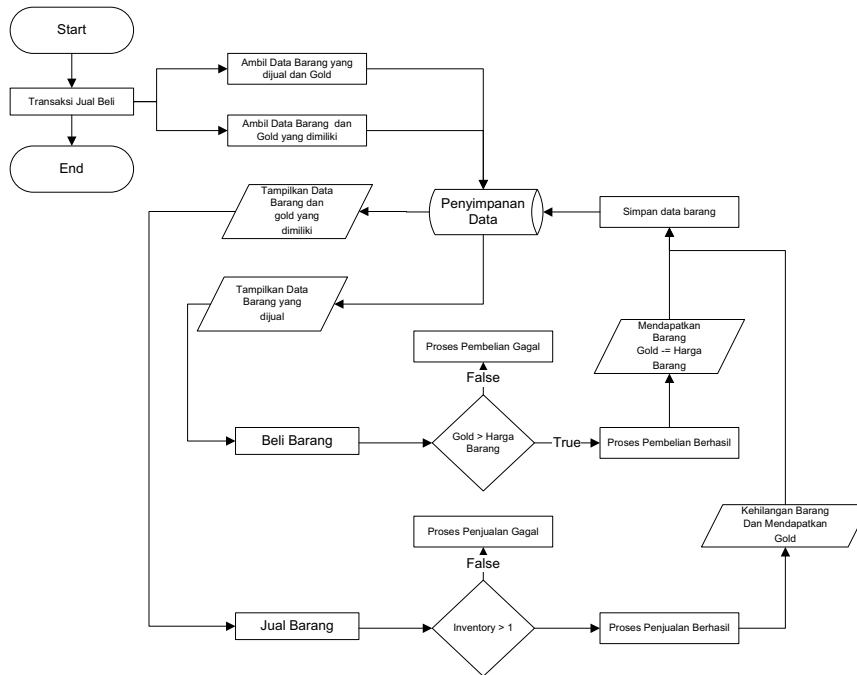 Start
Transaksi Jual Beli
End
Ambil Data Barang yang
dijual dan Gold
Ambil Data Barang dan
Gold yang dimiliki
Tampilkan Data
Barang dan
gold yang
dimiliki
Penyimpanan
Data
Simpan data barang
Tampilkan Data
Barang yang
dijual
Proses Pembelian Gagal
False
Mendapatkan
Barang
Gold -= Harga
Barang
Beli Barang
Gold > Harga
Barang
True
Proses Pembelian Berhasil
Kehilangan Barang
Dan Mendapatkan
Gold
Proses Penjualan Gagal
False
Jual Barang
Inventory > 1
Proses Penjualan Berhasil